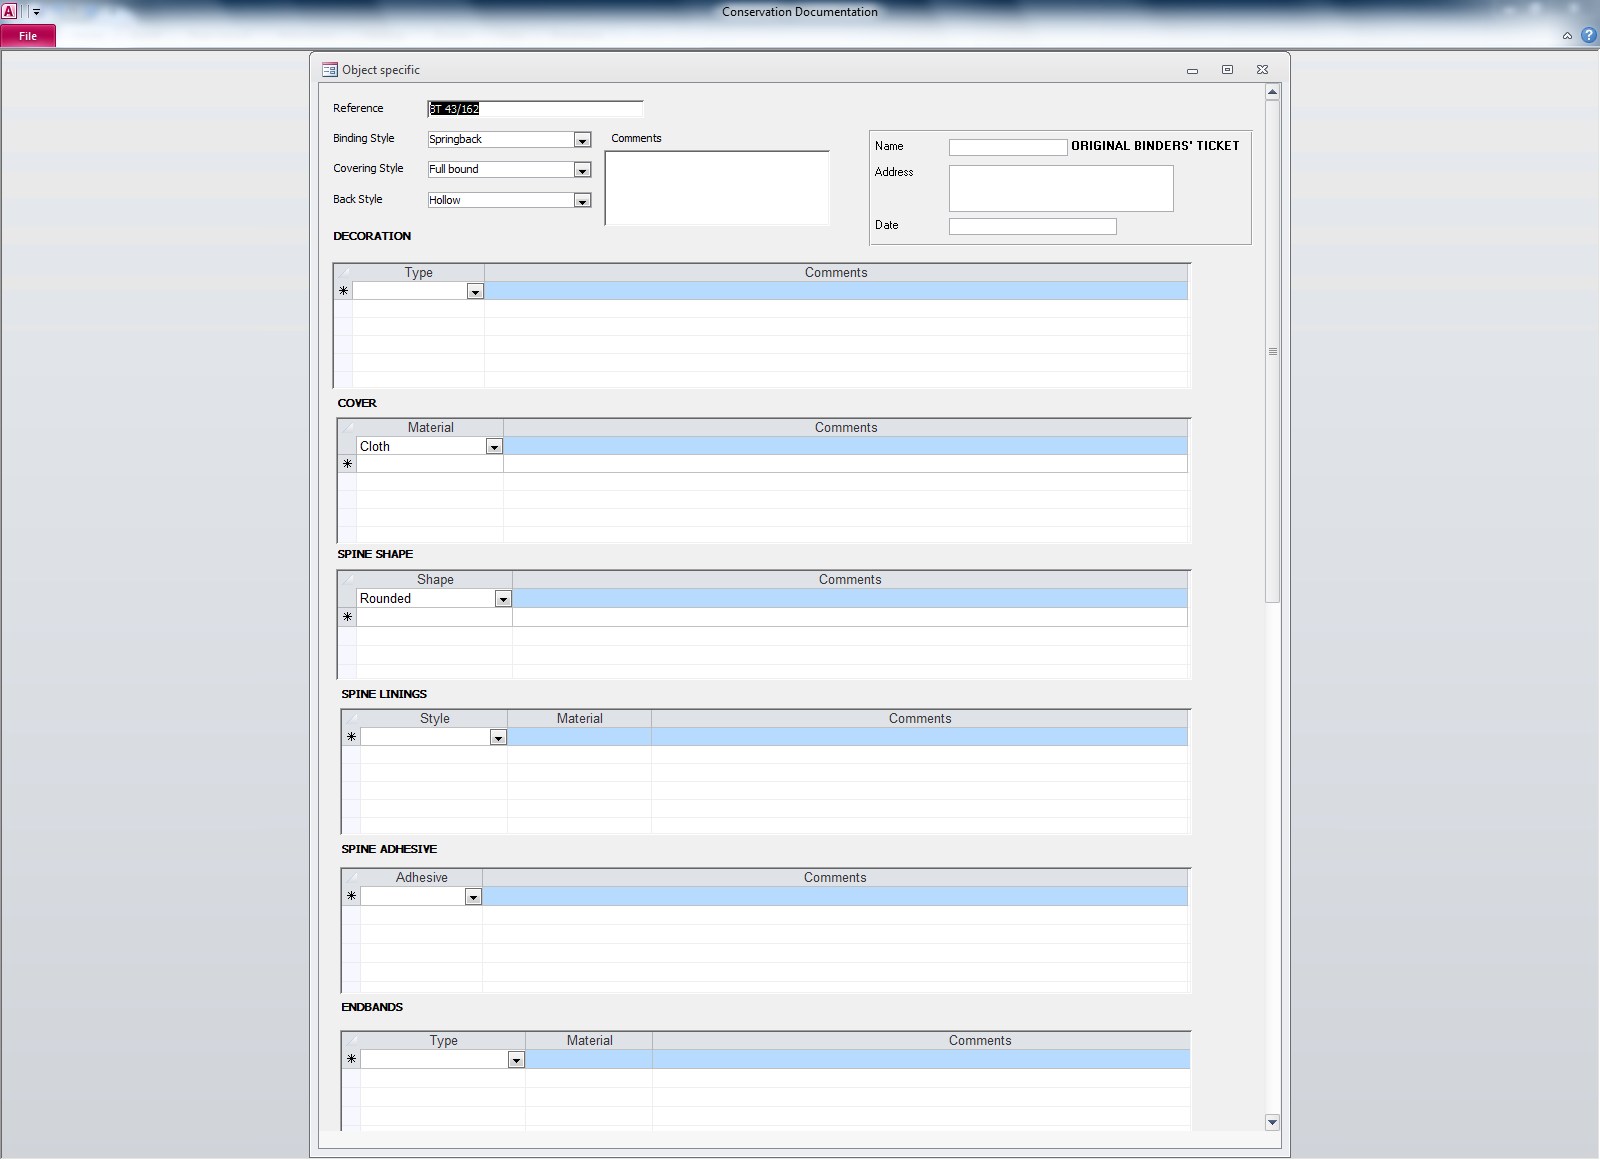 Conservation Documentation
File
Object specific
Reference BT 43/162
Binding Style Springback Comments
Covering Style Full bound
Back Style Hollow
Name ORIGINAL BINDERS' TICKET
Address
Date
DECORATION
Type Comments
COVER
Material Comments
Cloth
SPINE SHAPE
Shape Comments
Rounded
SPINE LININGS
Style Material Comments
SPINE ADHESIVE
Adhesive Comments
ENDBANDS
Type Material Comments